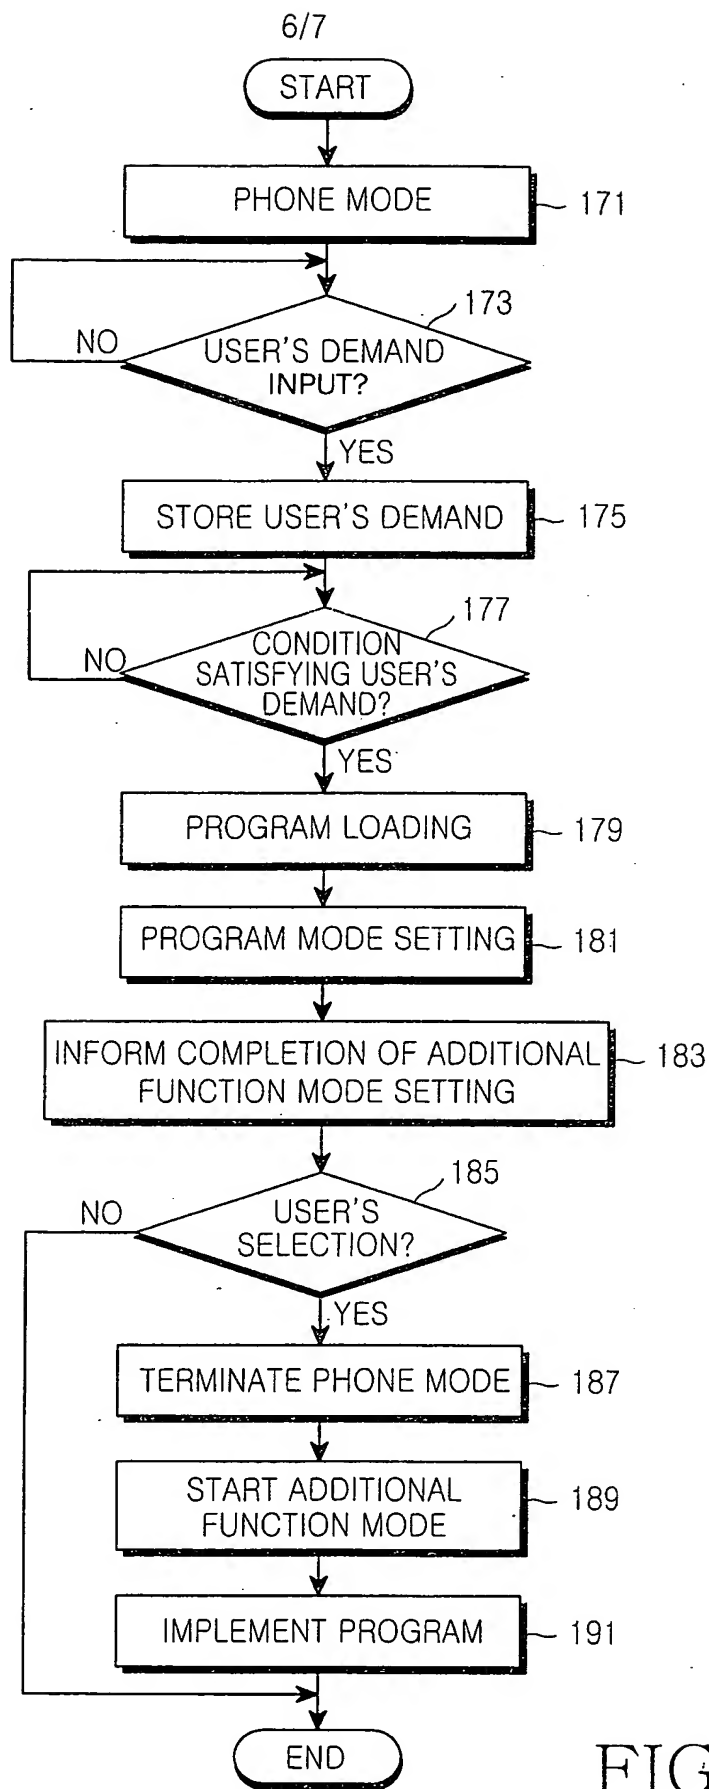 6/7
START
PHONE MODE
171
173
NO
USER'S DEMAND
INPUT?
YES
STORE USER'S DEMAND
175
177
NO
CONDITION
SATISFYING USER'S
DEMAND?
YES
PROGRAM LOADING
179
PROGRAM MODE SETTING
181
INFORM COMPLETION OF ADDITIONAL
FUNCTION MODE SETTING
183
185
NO
USER'S
SELECTION?
YES
TERMINATE PHONE MODE
187
START ADDITIONAL
FUNCTION MODE
189
IMPLEMENT PROGRAM
191
END
FIG